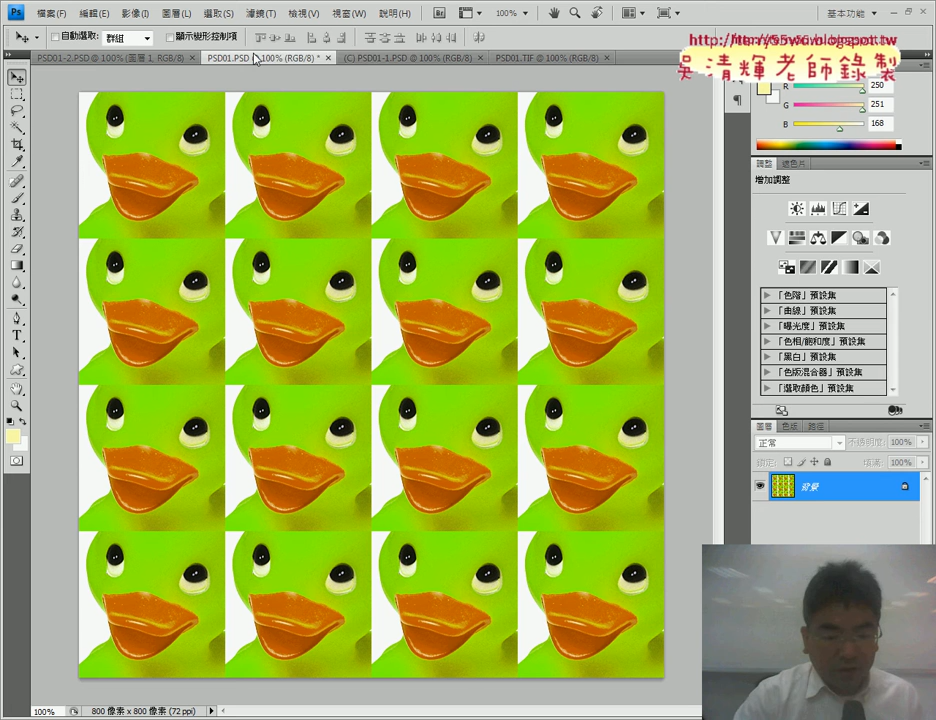 Ps 檔案(F) 編輯(E) 影像(I) 圖層(L) 選取(S) 濾鏡(T) 檢視(V) 視窗(W) 說明(H) Br 100% 基本功能
自動選取: 群組 顯示變形控制項
吳清輝老師錄製
PSD01-2.PSD @ 100% (圖層 1, RGB/8) × PSD01.PSD 100% (RGB/8) * × (C) PSD01-1.PSD @ 100% (RGB/8) × PSD01.TIF @ 100% (RGB/8) ×
R 250
G 251
B 168
調整 遮色片
增加調整
「色階」預設集
「曲線」預設集
「曝光度」預設集
「色相/飽和度」預設集
「黑白」預設集
「色版混合器」預設集
「選取顏色」預設集
圖層 色版 路徑
正常 不透明度: 100%
鎖定: 填滿: 100%
背景
100% 800 像素 x 800 像素 (72 ppi)